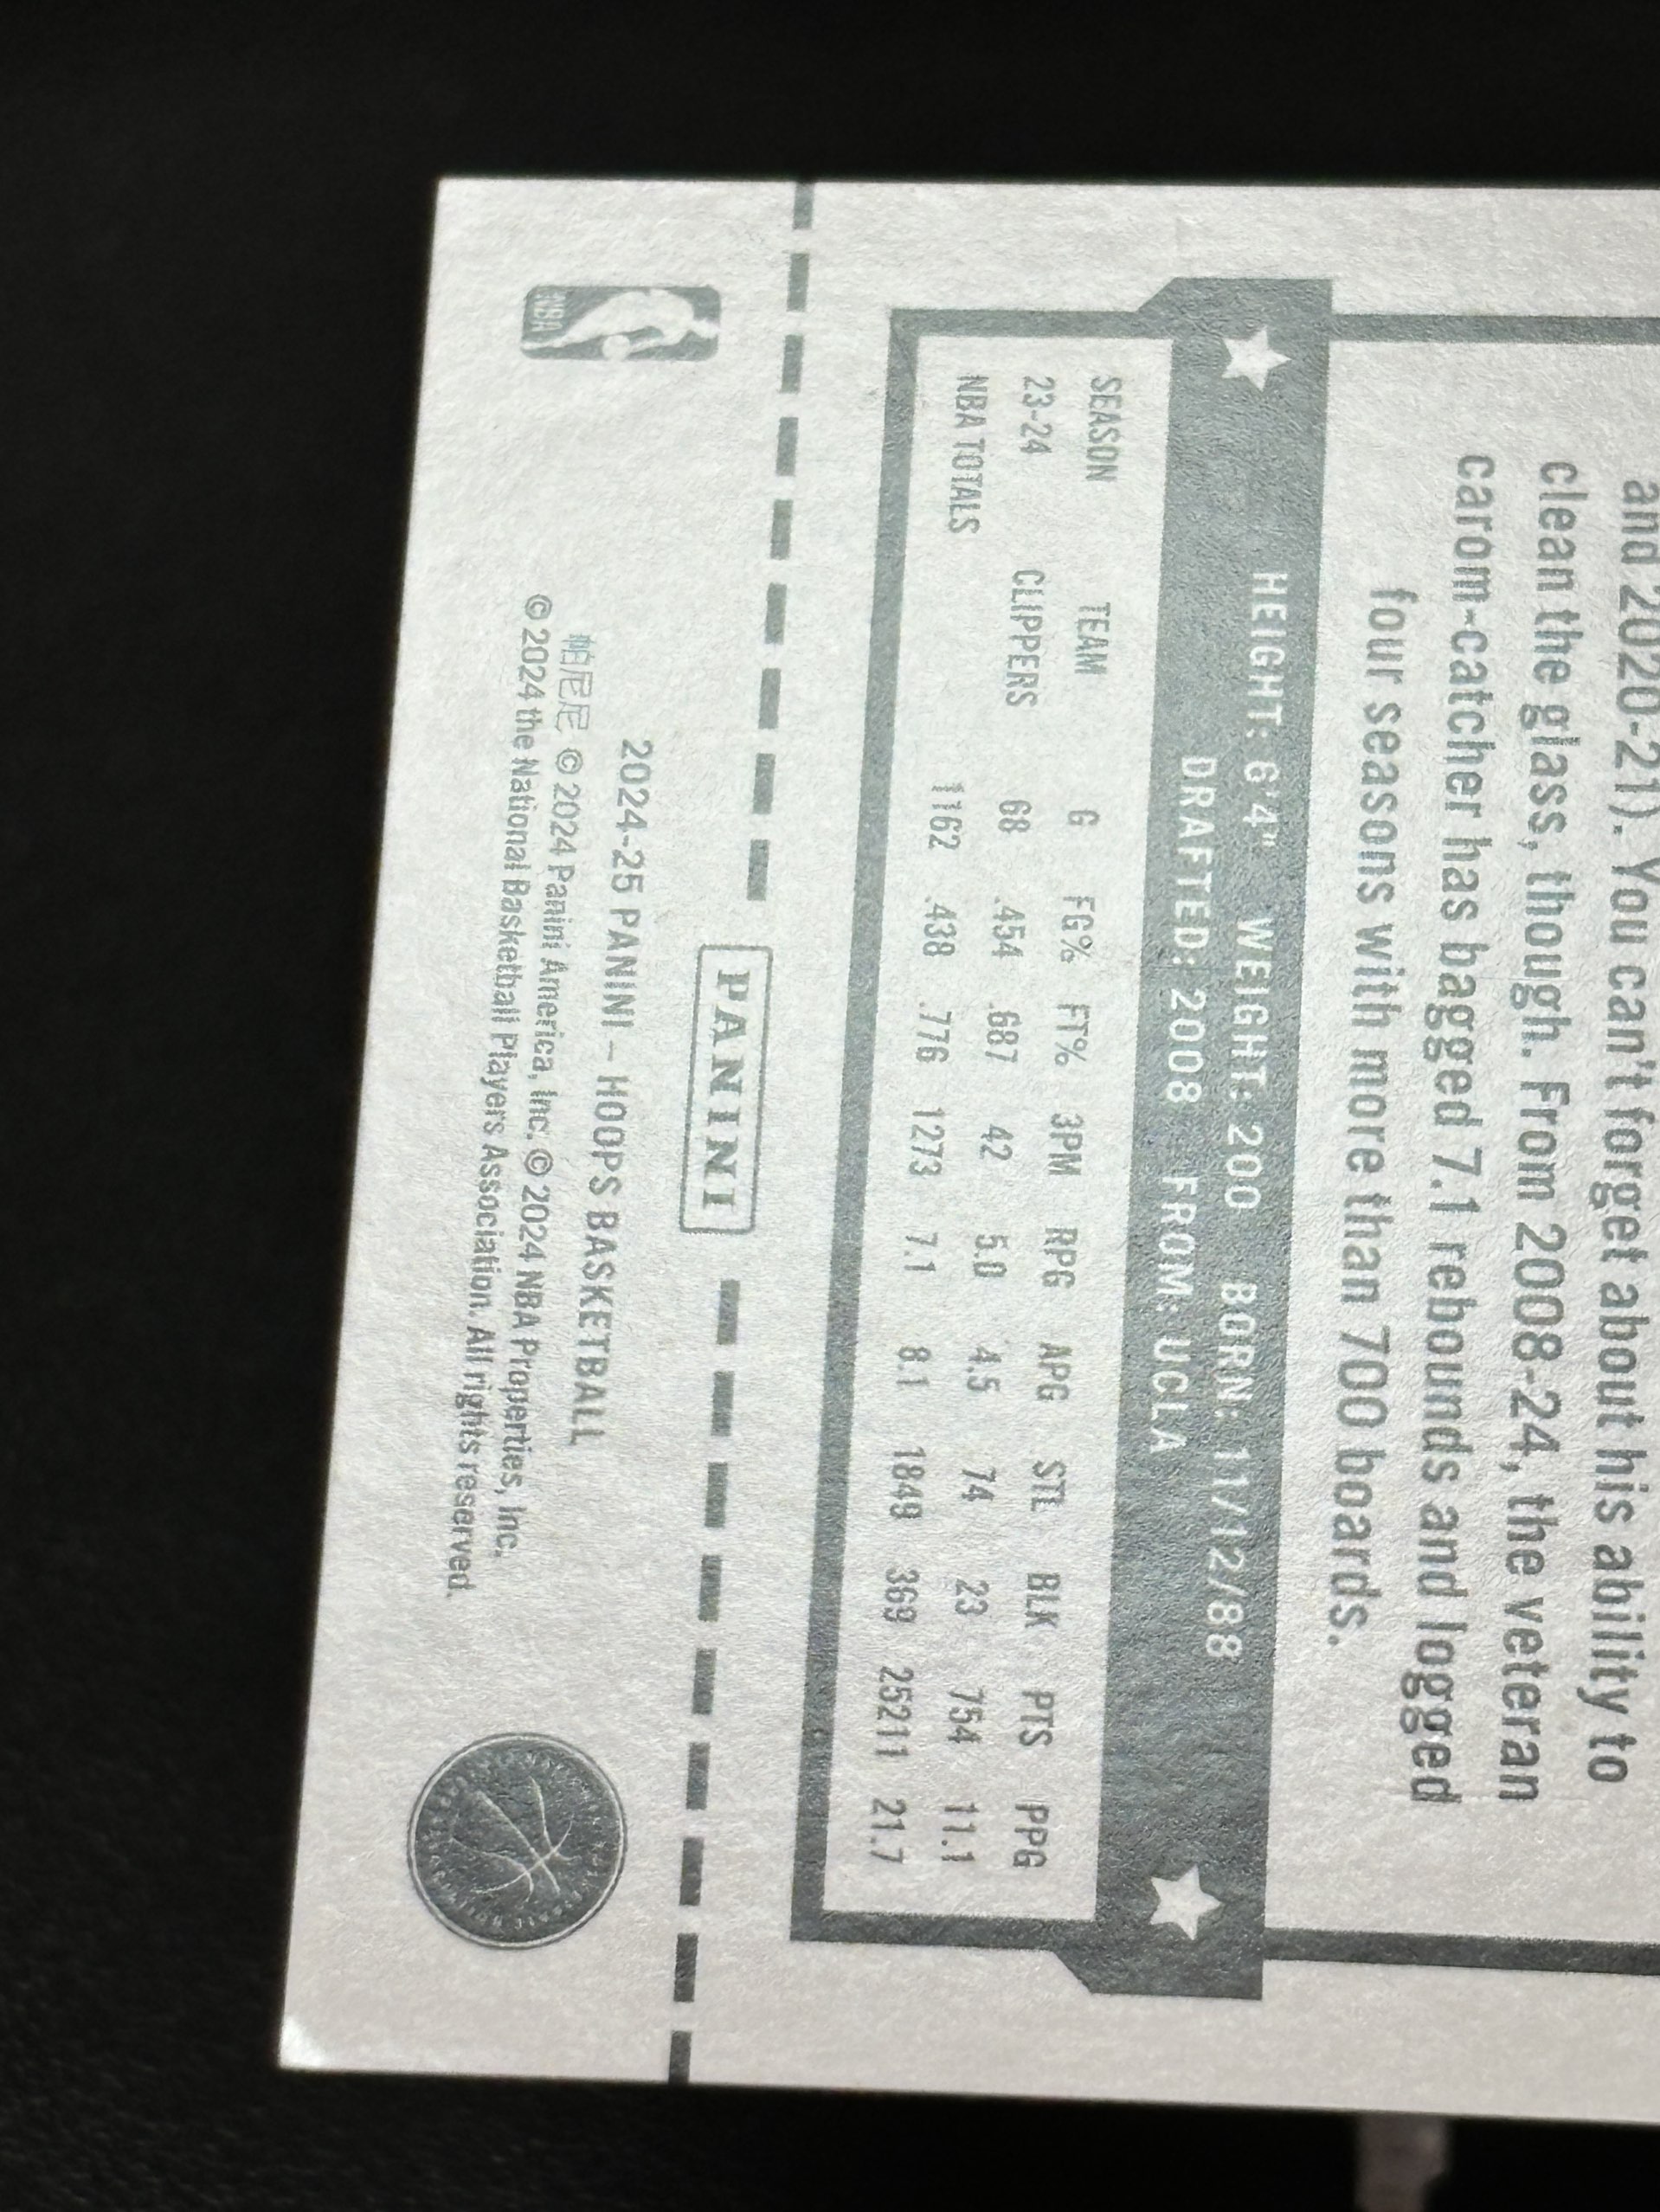 and 2020-21). You can't forget about his ability to
clean the glass, though. From 2008-24, the veteran
carom-catcher has bagged 7.1 rebounds and logged
four seasons with more than 700 boards.
HEIGHT: 6'4" WEIGHT: 200 BORN: 11/12/88
DRAFTED: 2008 FROM: UCLA
SEASON TEAM G FG% FT% 3PM RPG APG STL BLK PTS PPG
23-24 CLIPPERS 68 .454 .687 42 5.0 4.5 74 23 754 11.1
NBA TOTALS 1162 .438 .776 1273 7.1 8.1 1849 369 25211 21.7
PANINI
2024-25 PANINI – HOOPS BASKETBALL
帕尼尼 © 2024 Panini America, Inc. © 2024 NBA Properties, Inc.
© 2024 the National Basketball Players Association. All rights reserved.
NBA